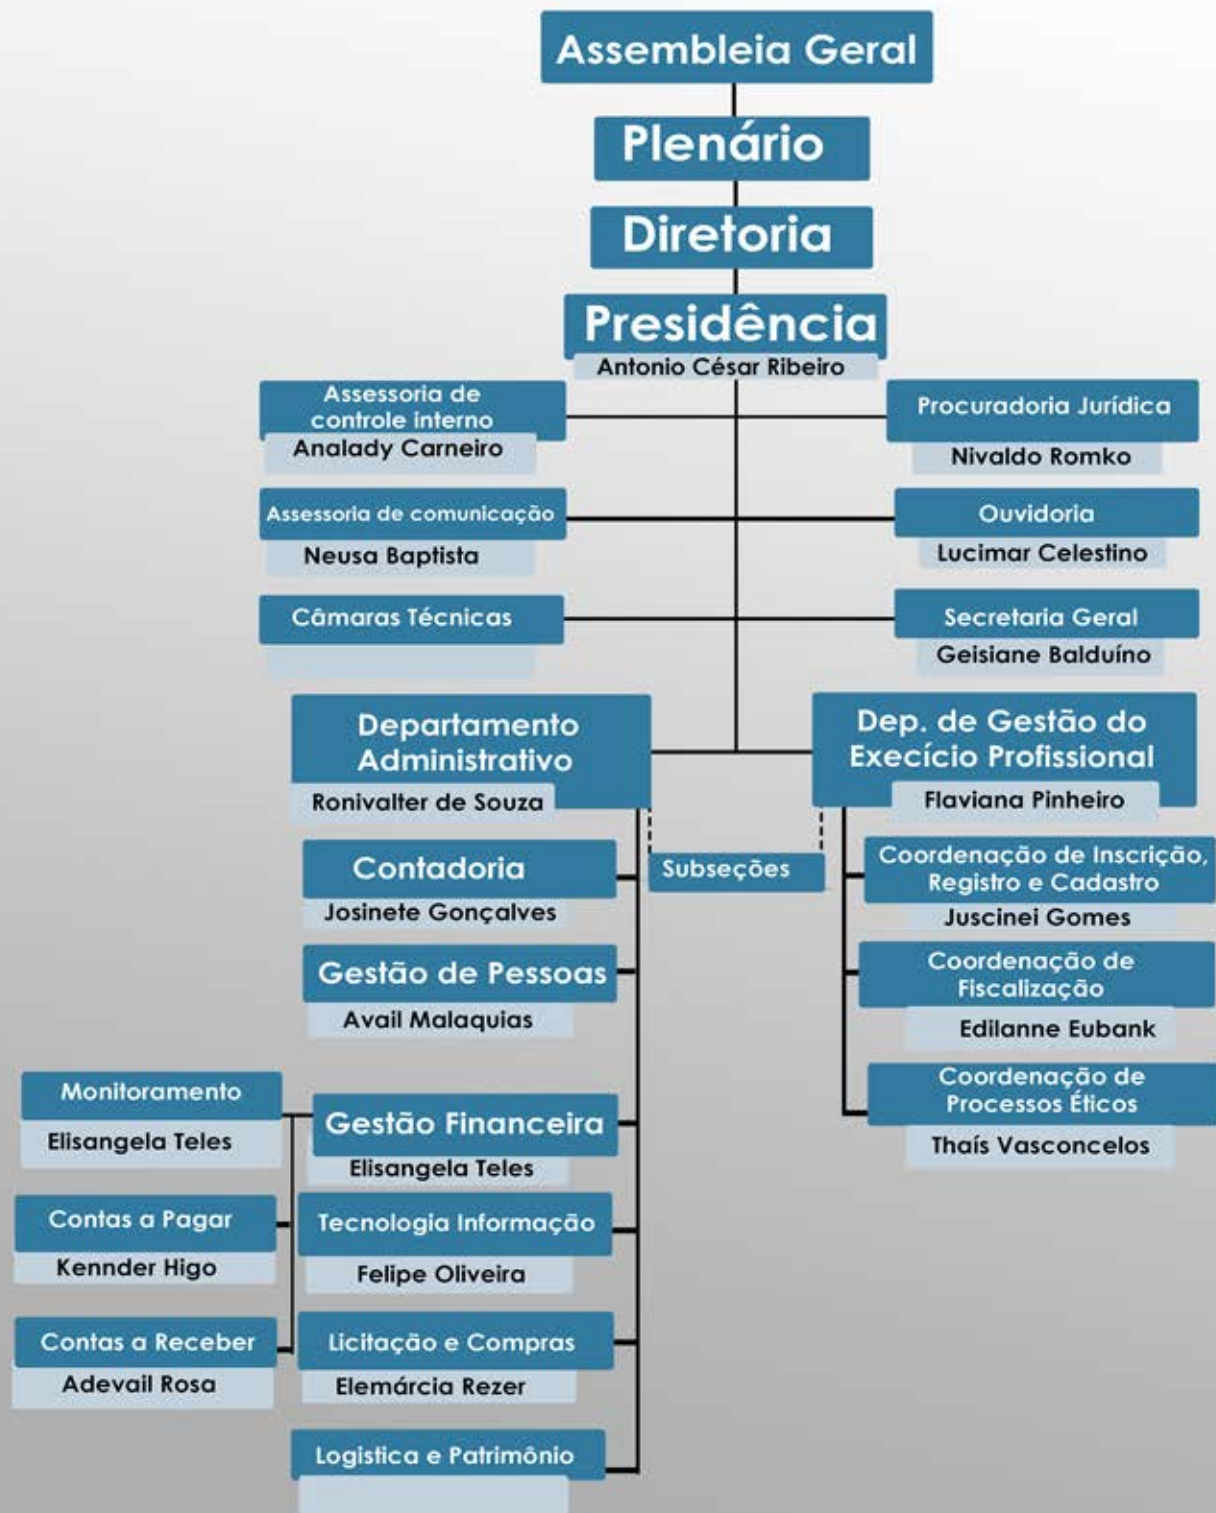 Assembleia Geral
Plenário
Diretoria
Presidência
Antonio César Ribeiro
Assessoria de
controle interno
Analady Carneiro
Procuradoria Jurídica
Nivaldo Romko
Assessoria de comunicação
Neusa Baptista
Ouvidoria
Lucimar Celestino
Câmaras Técnicas
Secretaria Geral
Geisiane Balduíno
Departamento
Administrativo
Ronivalter de Souza
Dep. de Gestão do
Execício Profissional
Flaviana Pinheiro
Contadoria
Josinete Gonçalves
Subseções
Coordenação de Inscrição,
Registro e Cadastro
Juscinei Gomes
Gestão de Pessoas
Avail Malaquias
Coordenação de
Fiscalização
Edilanne Eubank
Monitoramento
Elisangela Teles
Gestão Financeira
Elisangela Teles
Coordenação de
Processos Éticos
Thaís Vasconcelos
Contas a Pagar
Kennder Higo
Tecnologia Informação
Felipe Oliveira
Contas a Receber
Adevail Rosa
Licitação e Compras
Elemárcia Rezer
Logistica e Patrimônio